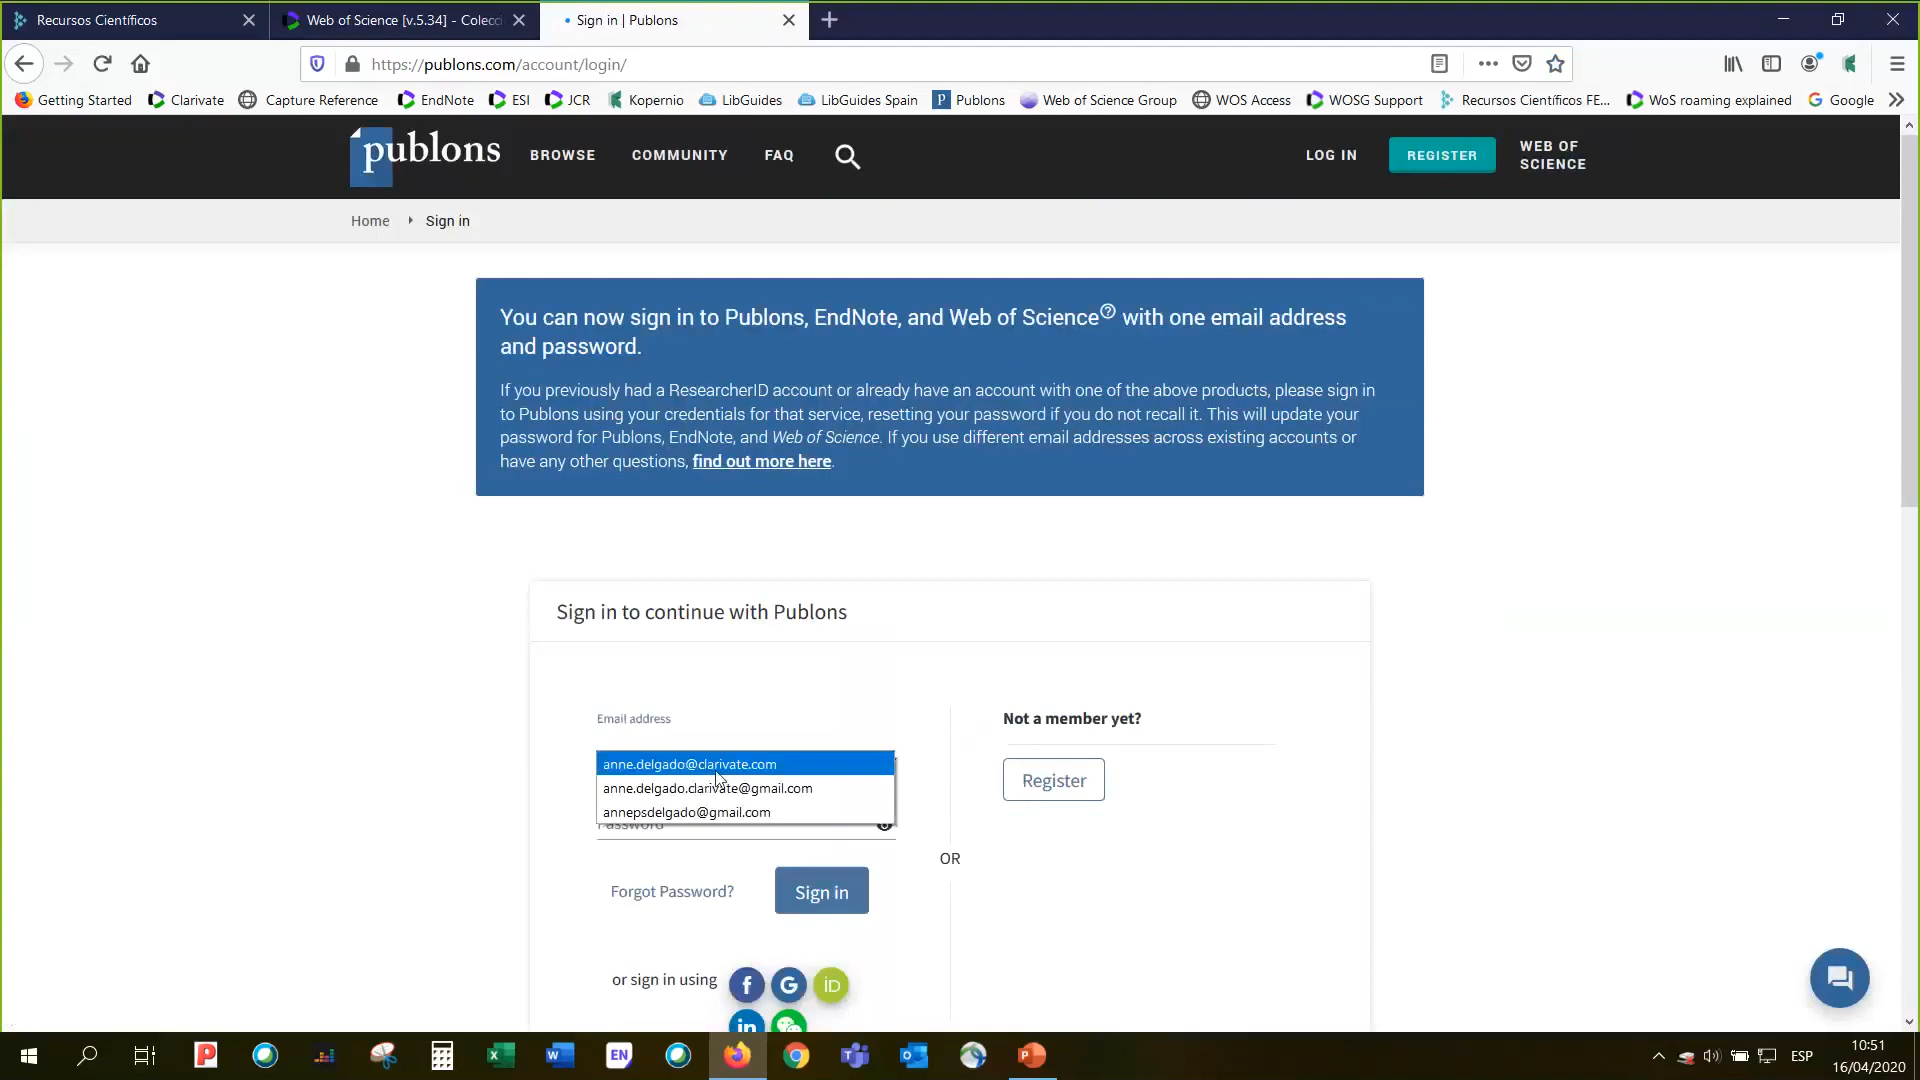 Recursos Científicos
Web of Science [v.5.34] - Colecci
Sign in | Publons
https://publons.com/account/login/
Getting Started
Clarivate
Capture Reference
EndNote
ESI
JCR
Kopernio
LibGuides
LibGuides Spain
Publons
Web of Science Group
WOS Access
WOSG Support
Recursos Científicos FE...
WoS roaming explained
Google
publons
BROWSE
COMMUNITY
FAQ
LOG IN
REGISTER
WEB OF
SCIENCE
Home
Sign in
You can now sign in to Publons, EndNote, and Web of Science? with one email address
and password.
If you previously had a ResearcherID account or already have an account with one of the above products, please sign in
to Publons using your credentials for that service, resetting your password if you do not recall it. This will update your
password for Publons, EndNote, and Web of Science. If you use different email addresses across existing accounts or
have any other questions, find out more here.
Sign in to continue with Publons
Email address
anne.delgado@clarivate.com
anne.delgado.clarivate@gmail.com
annepsdelgado@gmail.com
Password
Forgot Password?
Sign in
or sign in using
f
G
iD
in
OR
Not a member yet?
Register
EN
ESP
10:51
16/04/2020